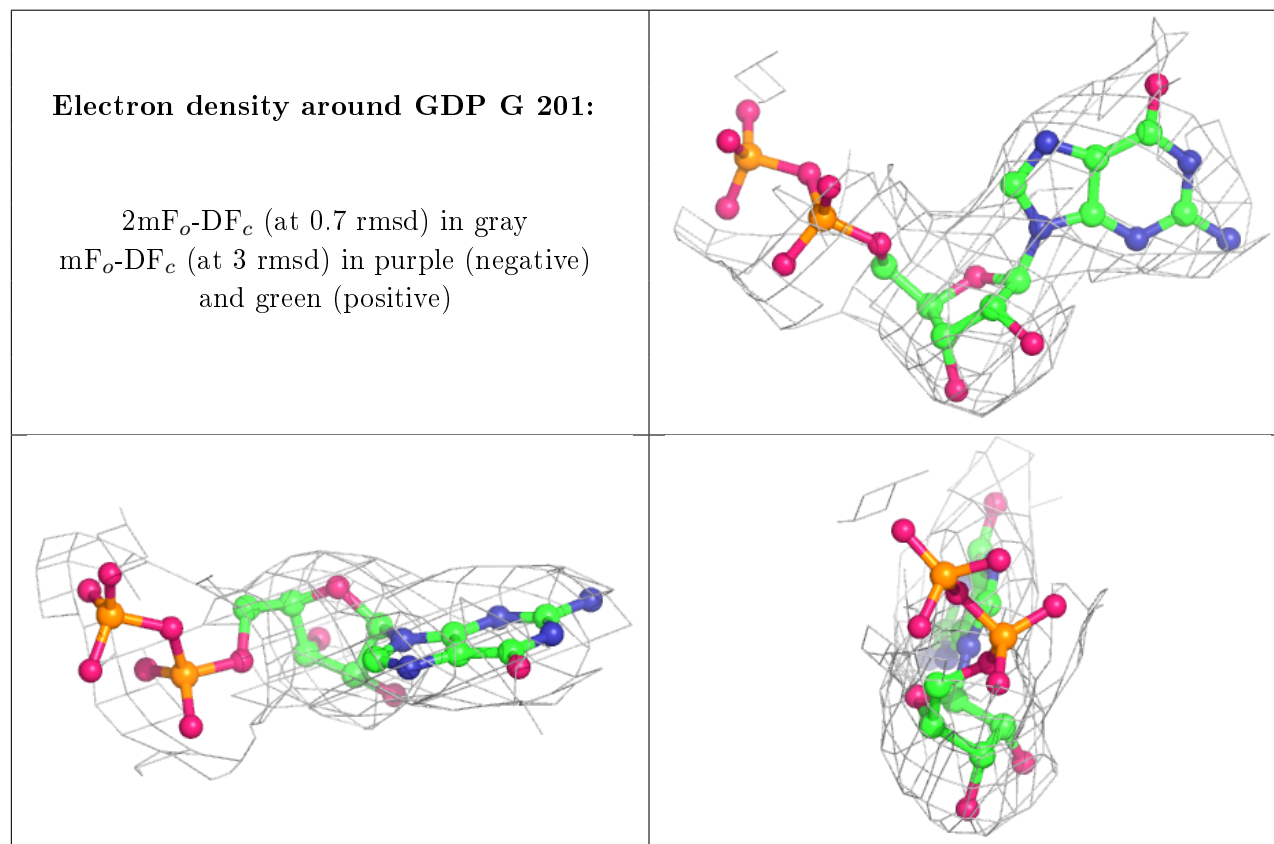 Electron density around GDP G 201:
2mFo-DFc (at 0.7 rmsd) in gray
mFo-DFc (at 3 rmsd) in purple (negative)
and green (positive)